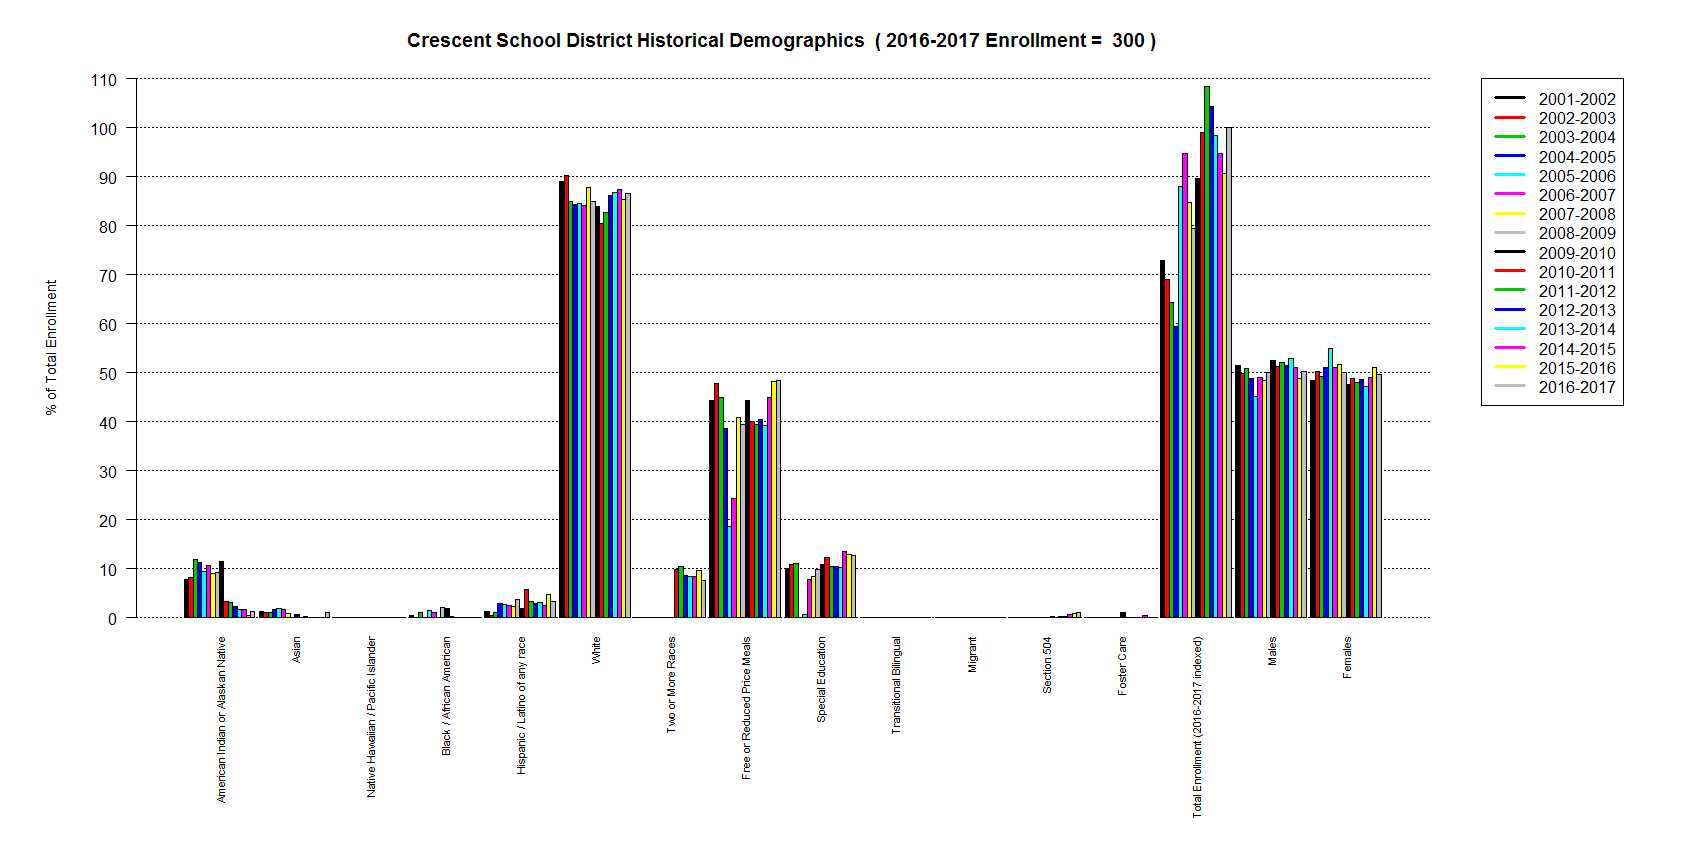 Crescent School District Historical Demographics ( 2016-2017 Enrollment = 300 )
% of Total Enrollment
110
100
90
80
70
60
50
40
30
20
10
0
American Indian or Alaskan Native
Asian
Native Hawaiian / Pacific Islander
Black / African American
Hispanic / Latino of any race
White
Two or More Races
Free or Reduced Price Meals
Special Education
Transitional Bilingual
Migrant
Section 504
Foster Care
Total Enrollment (2016-2017 indexed)
Males
Females
2001-2002
2002-2003
2003-2004
2004-2005
2005-2006
2006-2007
2007-2008
2008-2009
2009-2010
2010-2011
2011-2012
2012-2013
2013-2014
2014-2015
2015-2016
2016-2017